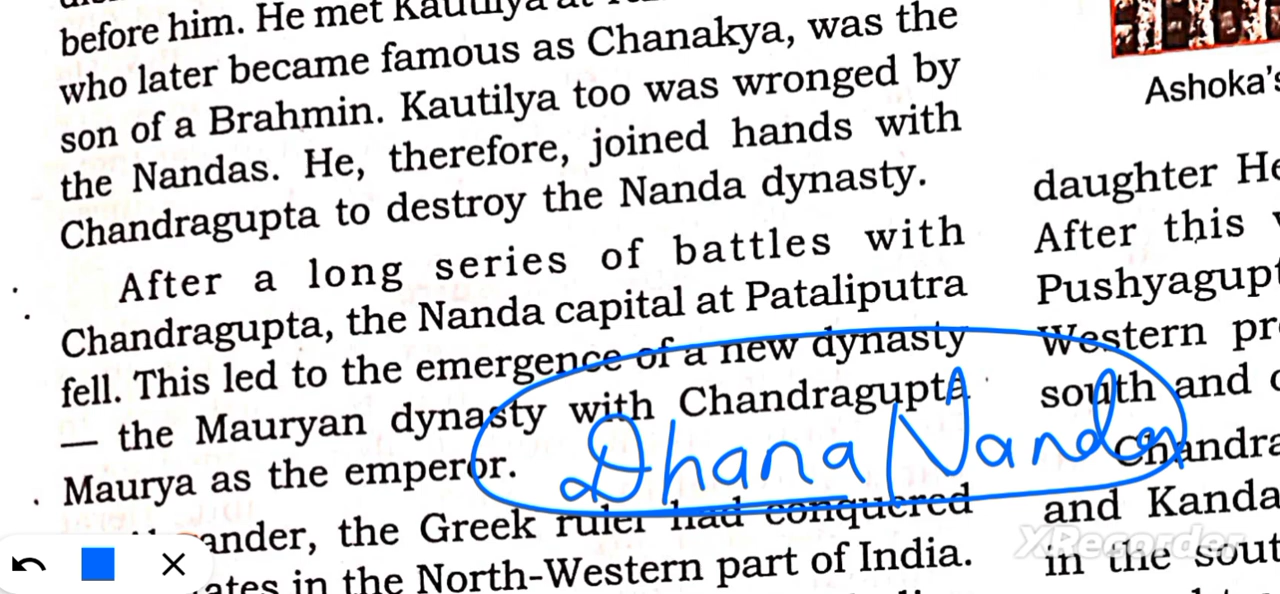 before him. He met Kautilya at
who later became famous as Chanakya, was the
son of a Brahmin. Kautilya too was wronged by
the Nandas. He, therefore, joined hands with
Chandragupta to destroy the Nanda dynasty.
After a long series of battles with
Chandragupta, the Nanda capital at Pataliputra
fell. This led to the emergence of a new dynasty
— the Mauryan dynasty with Chandragupta
Maurya as the emperor.
Dhana Nanda
ander, the Greek ruler had conquered
ates in the North-Western part of India.
Ashoka's
daughter He
After this
Pushyagupt
Western pr
south and
Chandra
and Kanda
in the sout
XRecorder